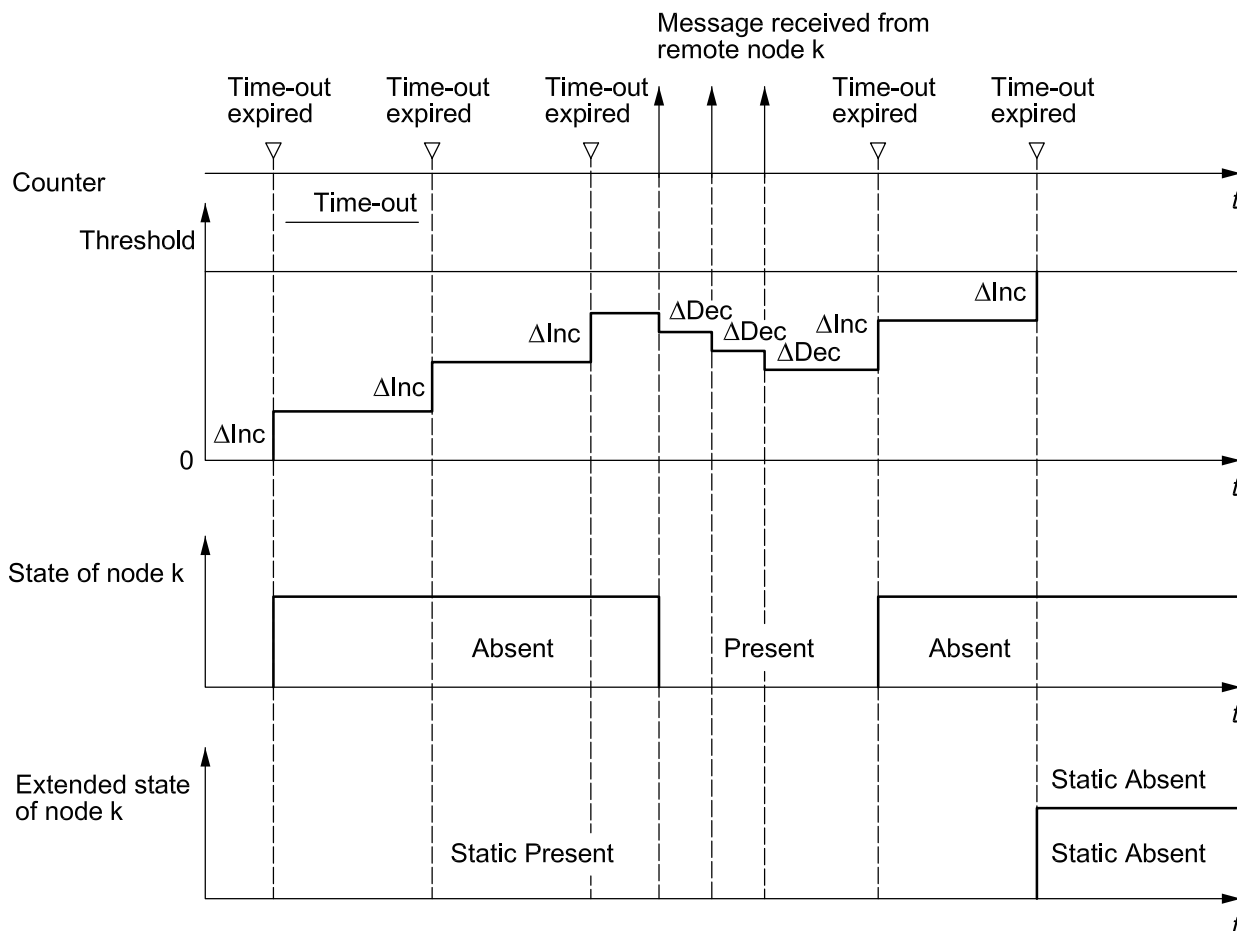 Message received from
remote node k
Time-out
expired
Time-out
expired
Time-out
expired
Time-out
expired
Time-out
expired
Counter
t
Time-out
Threshold
ΔInc
ΔInc
ΔInc
ΔInc
ΔInc
ΔDec
ΔDec
ΔDec
0
t
State of node k
Absent
Present
Absent
t
Extended state
of node k
Static Present
Static Absent
Static Absent
t